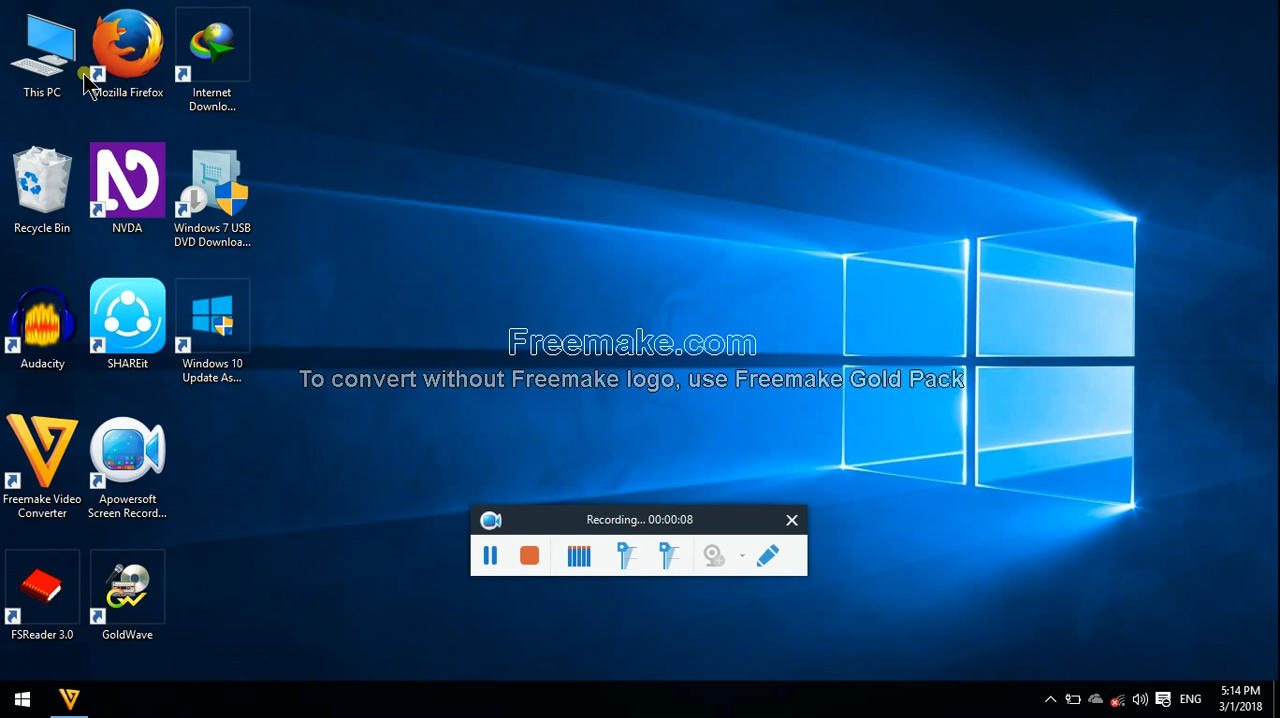 This PC
Mozilla Firefox
Internet
Downlo...
Recycle Bin
NVDA
Windows 7 USB
DVD Downloa...
Audacity
SHAREit
Windows 10
Update As...
Freemake.com
To convert without Freemake logo, use Freemake Gold Pack
Freemake Video
Converter
Apowersoft
Screen Record...
Recording... 00:00:08
FSReader 3.0
GoldWave
ENG
5:14 PM
3/1/2018